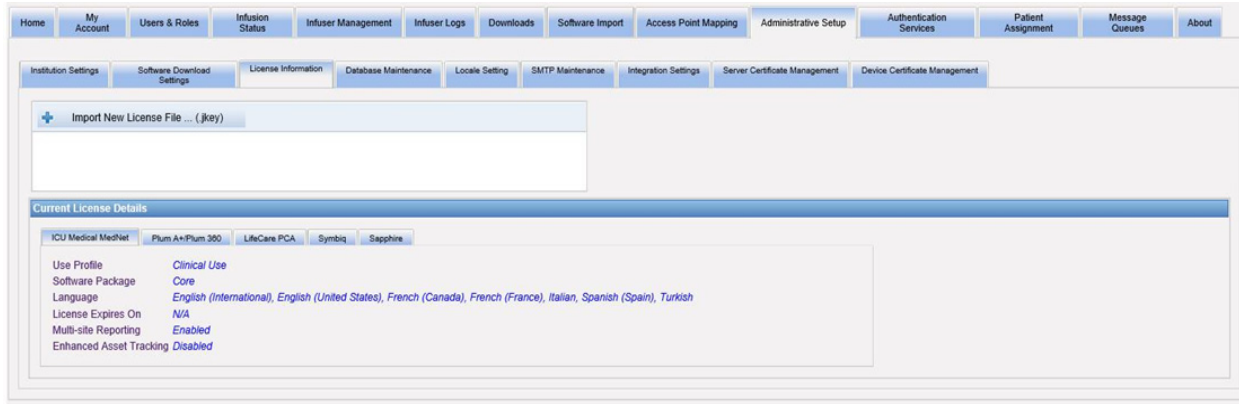 Home
My Account
Users & Roles
Infusion Status
Infuser Management
Infuser Logs
Downloads
Software Import
Access Point Mapping
Administrative Setup
Authentication Services
Patient Assignment
Message Queues
About
Institution Settings
Software Download Settings
License Information
Database Maintenance
Locale Setting
SMTP Maintenance
Integration Settings
Server Certificate Management
Device Certificate Management
Import New License File ... (.jkey)
Current License Details
ICU Medical MedNet
Plum A+/Plum 360
LifeCare PCA
Symbiq
Sapphire
Use Profile Clinical Use
Software Package Core
Language English (International), English (United States), French (Canada), French (France), Italian, Spanish (Spain), Turkish
License Expires On N/A
Multi-site Reporting Enabled
Enhanced Asset Tracking Disabled